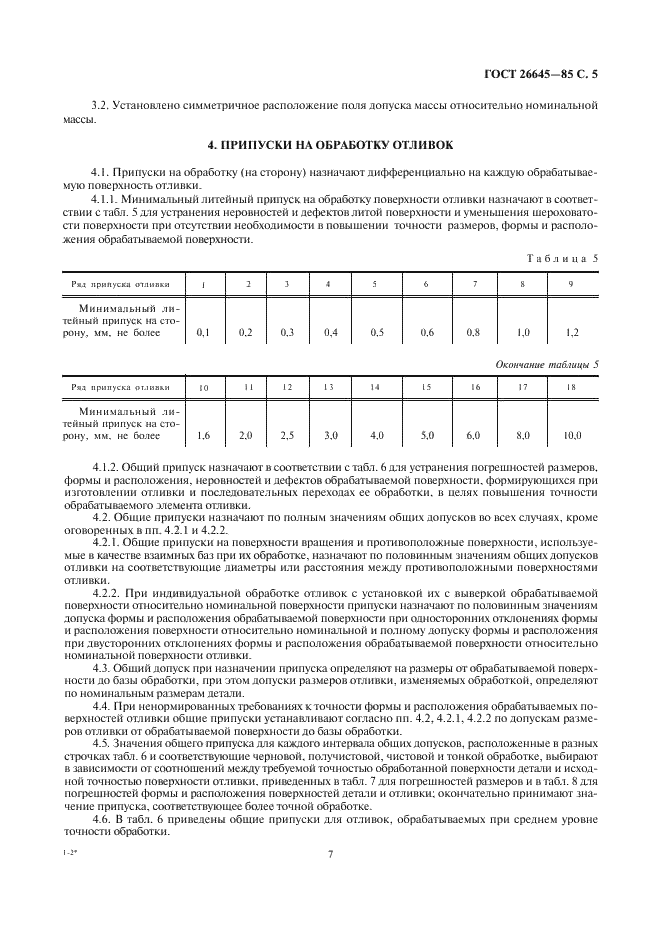 ГОСТ 26645—85 С. 5
3.2. Установлено симметричное расположение поля допуска массы относительно номинальной
массы.
4. ПРИПУСКИ НА ОБРАБОТКУ ОТЛИВОК
4.1. Припуски на обработку (на сторону) назначают дифференциально на каждую обрабатывае-
мую поверхность отливки.
4.1.1. Минимальный литейный припуск на обработку поверхности отливки назначают в соответ-
ствии с табл. 5 для устранения неровностей и дефектов литой поверхности и уменьшения шероховато-
сти поверхности при отсутствии необходимости в повышении точности размеров, формы и располо-
жения обрабатываемой поверхности.
Таблица 5
Ряд припуска отливки 1 2 3 4 5 6 7 8 9
Минимальный ли-
тейный припуск на сто-
рону, мм, не более 0,1 0,2 0,3 0,4 0,5 0,6 0,8 1,0 1,2
Окончание таблицы 5
Ряд припуска отливки 10 11 12 13 14 15 16 17 18
Минимальный ли-
тейный припуск на сто-
рону, мм, не более 1,6 2,0 2,5 3,0 4,0 5,0 6,0 8,0 10,0
4.1.2. Общий припуск назначают в соответствии с табл. 6 для устранения погрешностей размеров,
формы и расположения, неровностей и дефектов обрабатываемой поверхности, формирующихся при
изготовлении отливки и последовательных переходах ее обработки, в целях повышения точности
обрабатываемого элемента отливки.
4.2. Общие припуски назначают по полным значениям общих допусков во всех случаях, кроме
оговоренных в пп. 4.2.1 и 4.2.2.
4.2.1. Общие припуски на поверхности вращения и противоположные поверхности, используе-
мые в качестве взаимных баз при их обработке, назначают по половинным значениям общих допусков
отливки на соответствующие диаметры или расстояния между противоположными поверхностями
отливки.
4.2.2. При индивидуальной обработке отливок с установкой их с выверкой обрабатываемой
поверхности относительно номинальной поверхности припуски назначают по половинным значениям
допуска формы и расположения обрабатываемой поверхности при односторонних отклонениях формы
и расположения поверхности относительно номинальной и полному допуску формы и расположения
при двусторонних отклонениях формы и расположения обрабатываемой поверхности относительно
номинальной поверхности отливки.
4.3. Общий допуск при назначении припуска определяют на размеры от обрабатываемой поверх-
ности до базы обработки, при этом допуски размеров отливки, изменяемых обработкой, определяют
по номинальным размерам детали.
4.4. При ненормированных требованиях к точности формы и расположения обрабатываемых по-
верхностей отливки общие припуски устанавливают согласно пп. 4.2, 4.2.1, 4.2.2 по допускам разме-
ров отливки от обрабатываемой поверхности до базы обработки.
4.5. Значения общего припуска для каждого интервала общих допусков, расположенные в разных
строчках табл. 6 и соответствующие черновой, получистовой, чистовой и тонкой обработке, выбирают
в зависимости от соотношений между требуемой точностью обработанной поверхности детали и исход-
ной точностью поверхности отливки, приведенных в табл. 7 для погрешностей размеров и в табл. 8 для
погрешностей формы и расположения поверхностей детали и отливки; окончательно принимают зна-
чение припуска, соответствующее более точной обработке.
4.6. В табл. 6 приведены общие припуски для отливок, обрабатываемых при среднем уровне
точности обработки.
1-2*
7